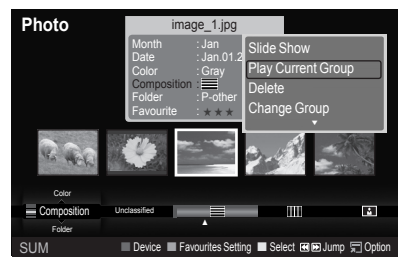 Photo
image_1.jpg
Month : Jan
Date : Jan.01.2
Color : Gray
Composition :
Folder : P-other
Favourite : ★ ★ ★
Slide Show
Play Current Group
Delete
Change Group
Color
Composition
Unclassified
Folder
SUM
Device
Favourites Setting
Select
Jump
Option